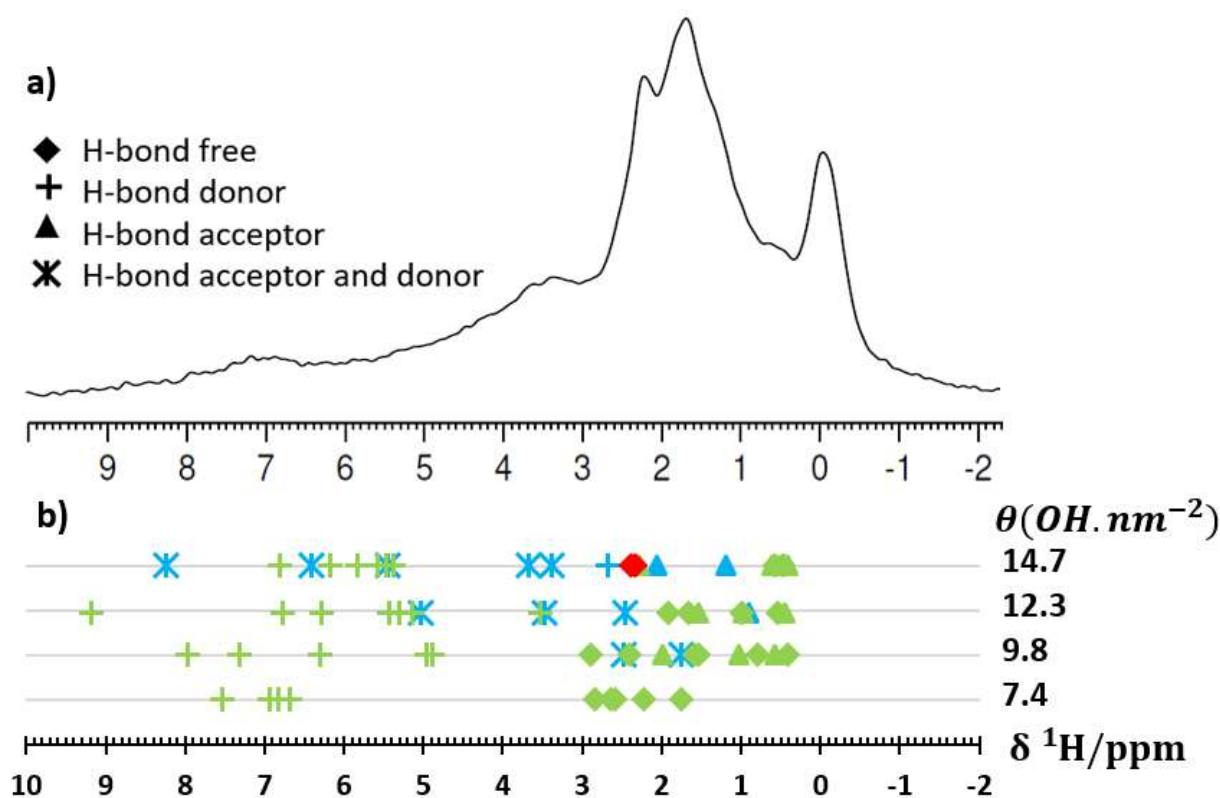 a)
H-bond free
H-bond donor
H-bond acceptor
H-bond acceptor and donor
9 8 7 6 5 4 3 2 1 0 -1 -2
b)
θ(OH.nm⁻²)
14.7
12.3
9.8
7.4
δ ¹H/ppm
10 9 8 7 6 5 4 3 2 1 0 -1 -2